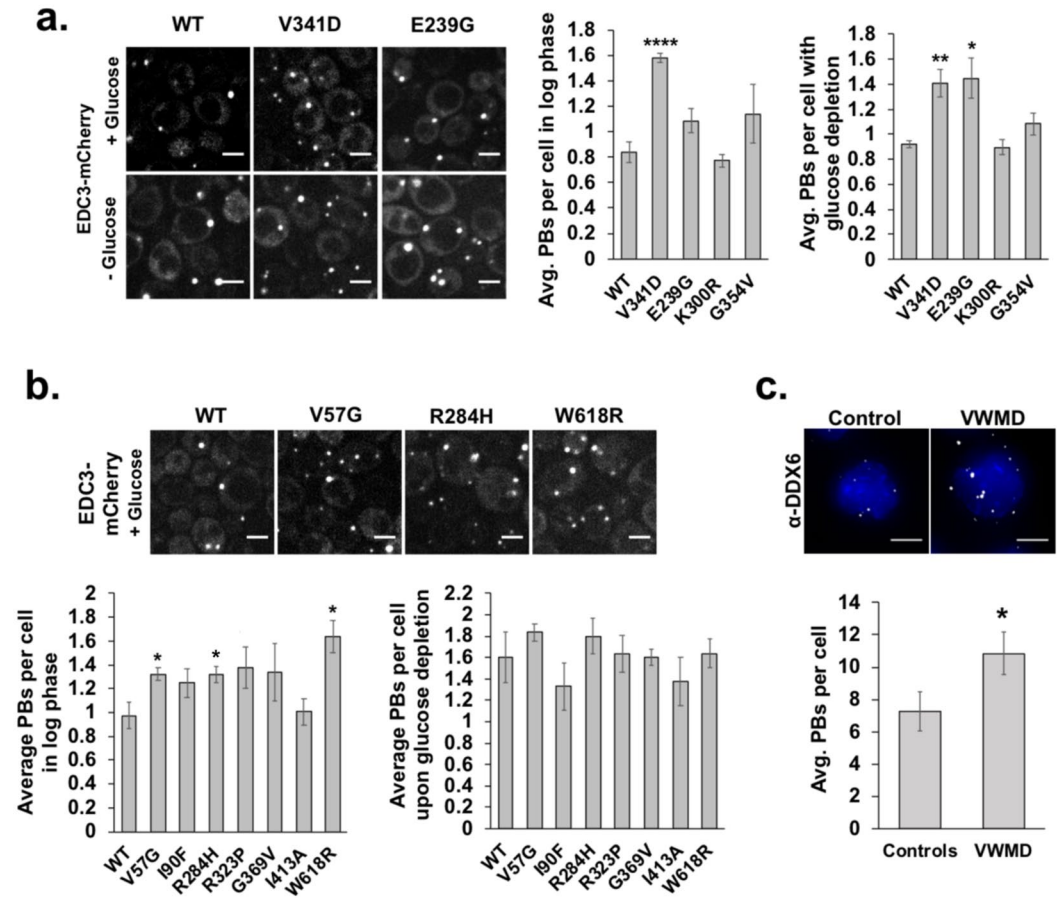 a.
WT V341D E239G
EDC3-mCherry
+ Glucose
- Glucose
Avg. PBs per cell in log phase
1.8
1.6
1.4
1.2
1
0.8
0.6
0.4
0.2
0
****
WT V341D E239G K300R G354V
Avg. PBs per cell with
glucose depletion
1.8
1.6
1.4
1.2
1
0.8
0.6
0.4
0.2
0
** *
WT V341D E239G K300R G354V
b.
WT V57G R284H W618R
EDC3-
mCherry
+ Glucose
Average PBs per cell
in log phase
2
1.8
1.6
1.4
1.2
1
0.8
0.6
0.4
0.2
0
* * *
WT V57G I90F R284H R323P G369V I413A W618R
Average PBs per cell
upon glucose depletion
2.2
2
1.8
1.6
1.4
1.2
1
0.8
0.6
0.4
0.2
0
WT V57G I90F R284H R323P G369V I413A W618R
c.
Control VWMD
α-DDX6
Avg. PBs per cell
14
12
10
8
6
4
2
0
*
Controls VWMD